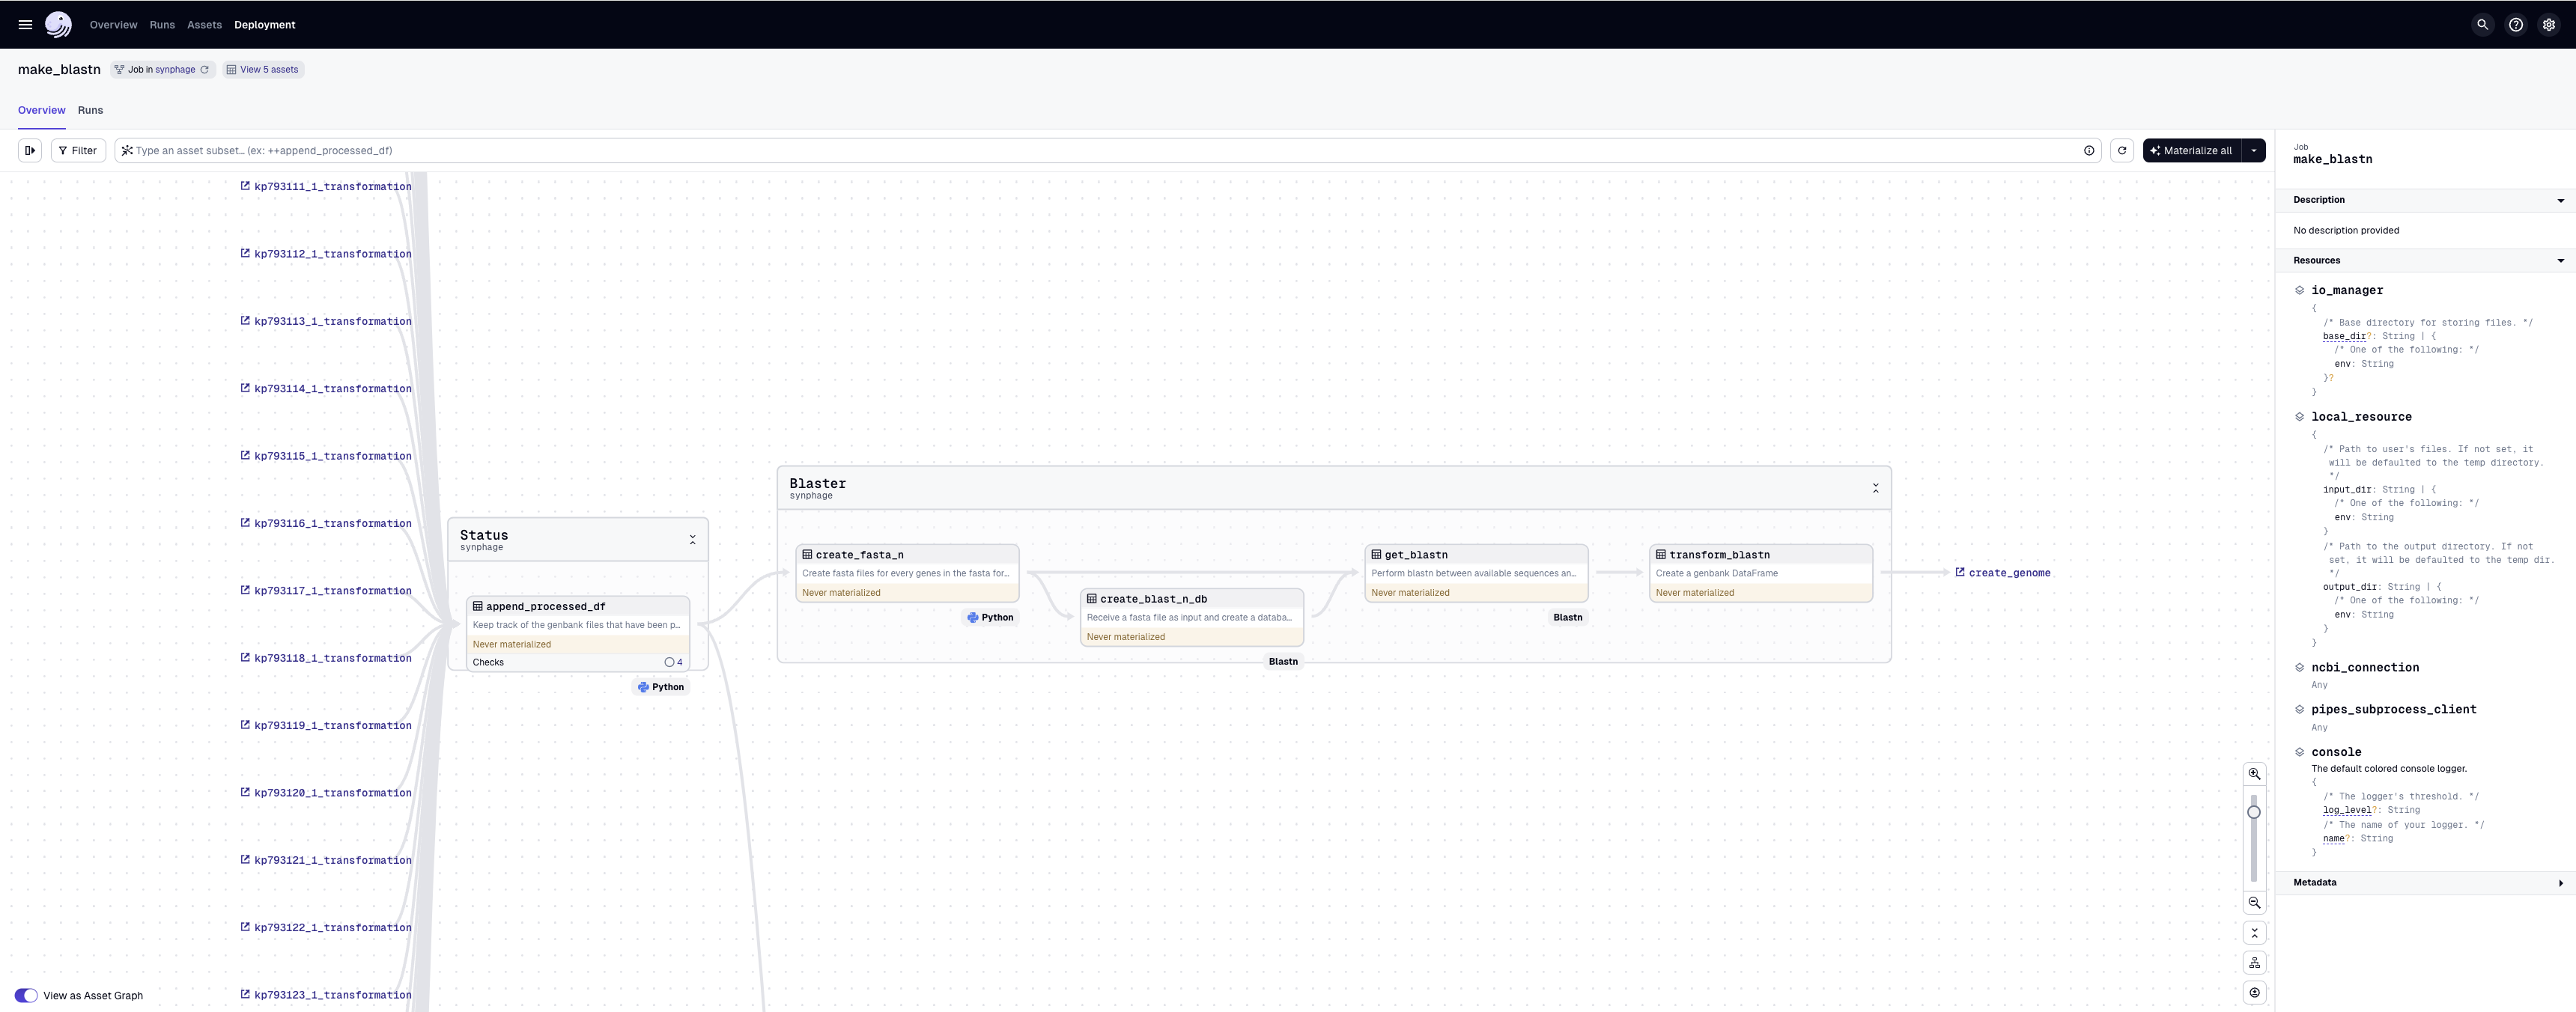 Overview Runs Assets Deployment
make_blastn Job in synphage View 5 assets
Overview Runs
Filter Type an asset subset… (ex: ++append_processed_df) Materialize all
kp793111_1_transformation
kp793112_1_transformation
kp793113_1_transformation
kp793114_1_transformation
kp793115_1_transformation
kp793116_1_transformation
kp793117_1_transformation
kp793118_1_transformation
kp793119_1_transformation
kp793120_1_transformation
kp793121_1_transformation
kp793122_1_transformation
kp793123_1_transformation
Status
synphage
append_processed_df
Keep track of the genbank files that have been p…
Never materialized
Checks 4
Python
Blaster
synphage
create_fasta_n
Create fasta files for every genes in the fasta for…
Never materialized
Python
create_blast_n_db
Receive a fasta file as input and create a databa…
Never materialized
Blastn
get_blastn
Perform blastn between available sequences an…
Never materialized
Blastn
transform_blastn
Create a genbank DataFrame
Never materialized
create_genome
View as Asset Graph
Job
make_blastn
Description
No description provided
Resources
io_manager
{
/* Base directory for storing files. */
base_dir?: String | {
/* One of the following: */
env: String
}?
}
local_resource
{
/* Path to user's files. If not set, it
will be defaulted to the temp directory.
*/
input_dir: String | {
/* One of the following: */
env: String
}
/* Path to the output directory. If not
set, it will be defaulted to the temp dir.
*/
output_dir: String | {
/* One of the following: */
env: String
}
}
ncbi_connection
Any
pipes_subprocess_client
Any
console
The default colored console logger.
{
/* The logger's threshold. */
log_level?: String
/* The name of your logger. */
name?: String
}
Metadata